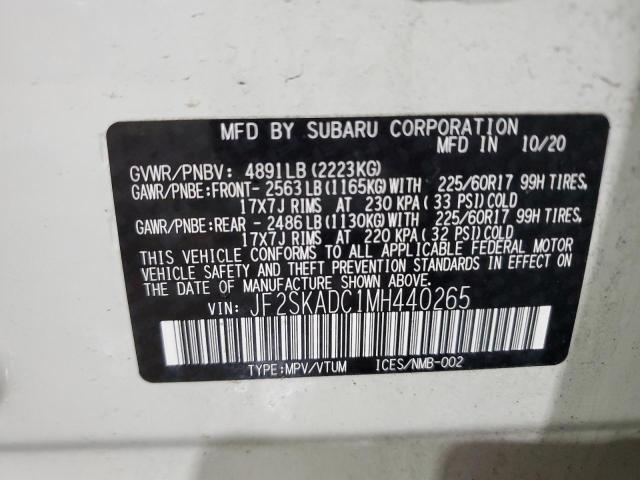 MFD BY SUBARU CORPORATION
MFD IN 10/20
GVWR/PNBV: 4891LB (2223KG)
GAWR/PNBE:FRONT- 2563LB (1165KG) WITH 225/60R17 99H TIRES,
17x7J RIMS AT 230 KPA (33 PSI) COLD
GAWR/PNBE:REAR - 2486LB (1130KG) WITH 225/60R17 99H TIRES,
17x7J RIMS AT 220 KPA (32 PSI) COLD
THIS VEHICLE CONFORMS TO ALL APPLICABLE FEDERAL MOTOR
VEHICLE SAFETY AND THEFT PREVENTION STANDARDS IN EFFECT ON
THE DATE OF MANUFACTURE SHOWN ABOVE.
VIN: JF2SKADC1MH440265
TYPE:MPV/VTUM ICES/NMB-002